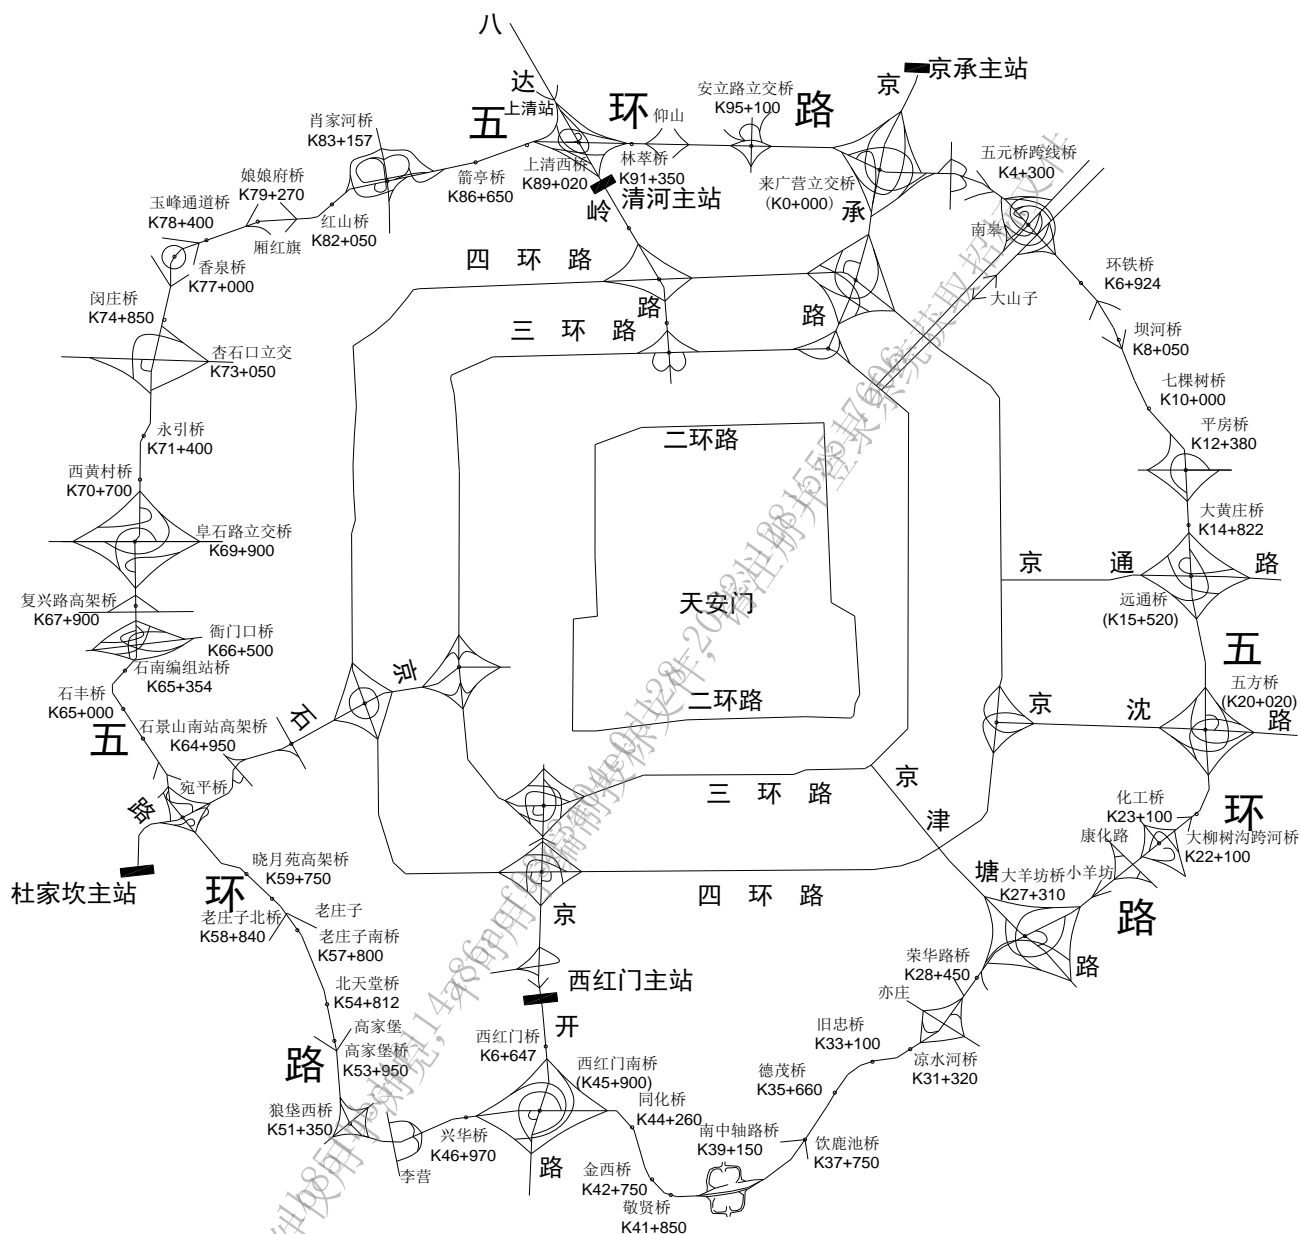 八
达
岭
路
上清站
五
环
路
仰山
安立路立交桥
K95+100
京
承
路
京承主站
肖家河桥
K83+157
箭亭桥
K86+650
上清西桥
K89+020
林萃桥
K91+350
清河主站
来广营立交桥
(K0+000)
五元桥跨线桥
K4+300
南皋
大山子
环铁桥
K6+924
坝河桥
K8+050
七棵树桥
K10+000
平房桥
K12+380
大黄庄桥
K14+822
京 通 路
远通桥
(K15+520)
五
环
路
五方桥
(K20+020)
京 沈 路
化工桥
K23+100
大柳树沟跨河桥
K22+100
康化路
小羊坊
大羊坊桥
K27+310
京
津
塘
路
荣华路桥
K28+450
亦庄
凉水河桥
K31+320
旧忠桥
K33+100
德茂桥
K35+660
饮鹿池桥
K37+750
南中轴路桥
K39+150
敬贤桥
K41+850
金西桥
K42+750
同化桥
K44+260
西红门南桥
(K45+900)
西红门桥
K6+647
西红门主站
京
开
路
兴华桥
K46+970
李营
狼垡西桥
K51+350
高家堡
高家堡桥
K53+950
北天堂桥
K54+812
老庄子南桥
K57+800
老庄子
老庄子北桥
K58+840
晓月苑高架桥
K59+750
五
环
路
杜家坎主站
宛平桥
京
石
路
石景山南站高架桥
K64+950
石丰桥
K65+000
石南编组站桥
K65+354
衙门口桥
K66+500
复兴路高架桥
K67+900
阜石路立交桥
K69+900
西黄村桥
K70+700
永引桥
K71+400
杏石口立交
K73+050
闵庄桥
K74+850
香泉桥
K77+000
玉峰通道桥
K78+400
娘娘府桥
K79+270
厢红旗
红山桥
K82+050
四 环 路
三 环 路
二环路
天安门
二环路
三 环 路
四 环 路